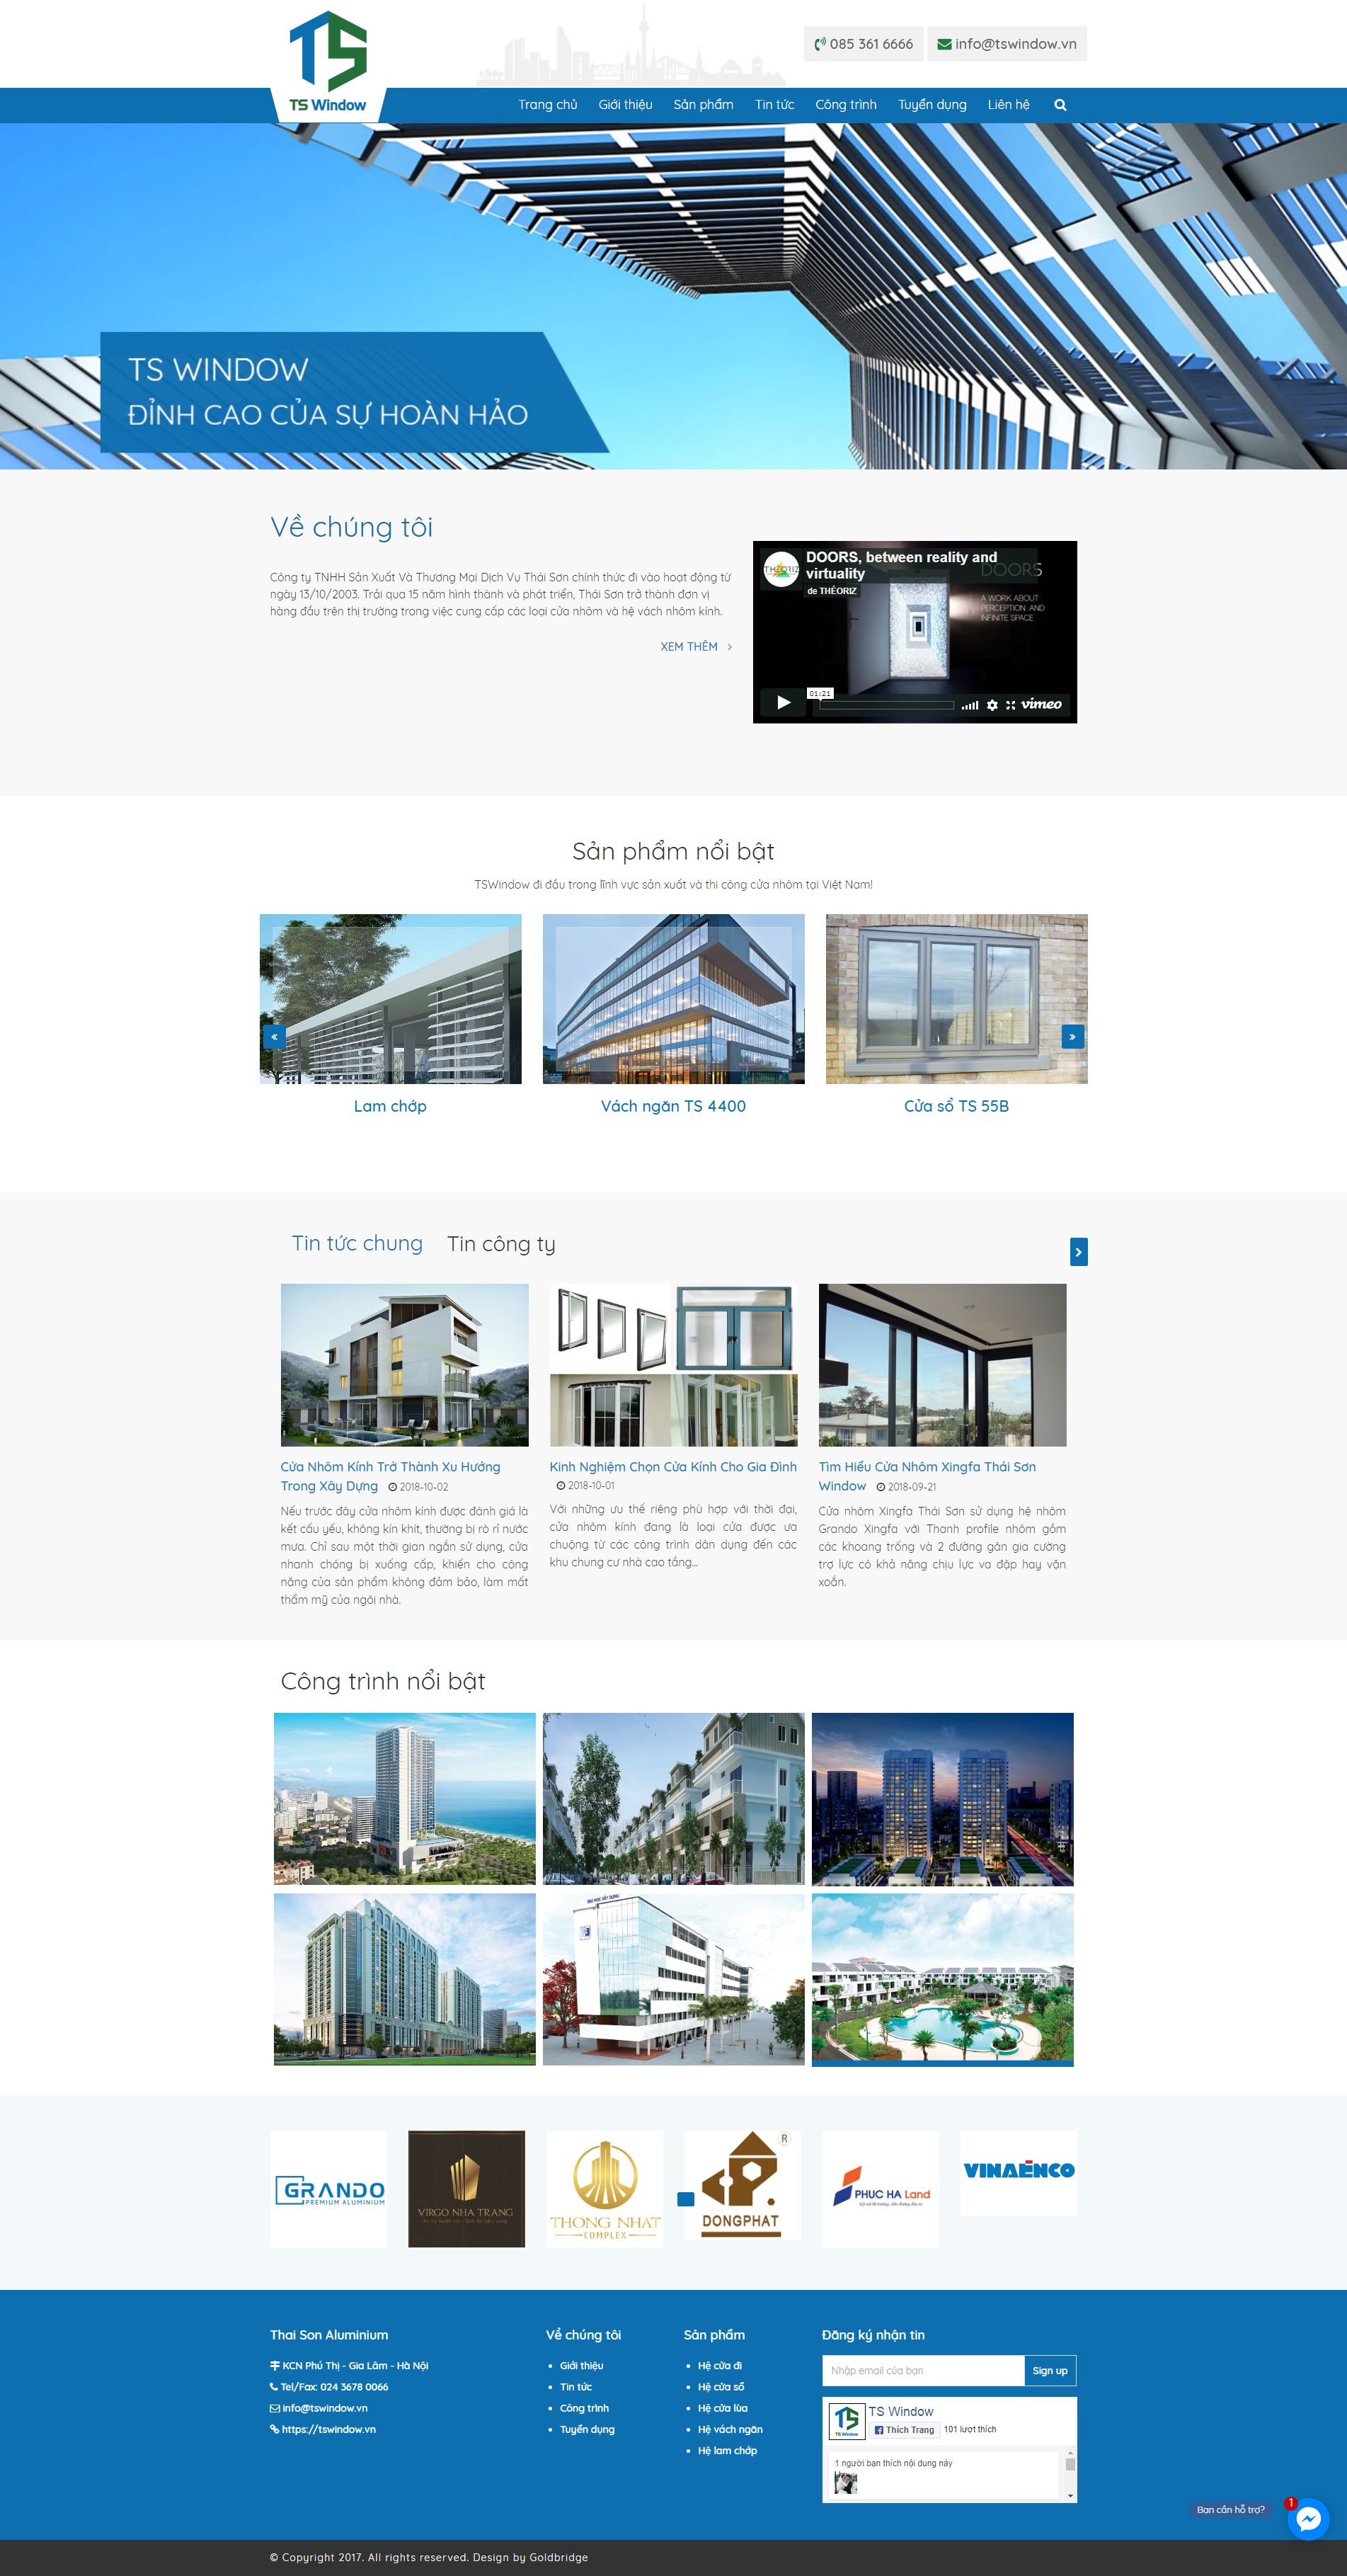 TS Window
085 361 6666
info@tswindow.vn
Trang chủ
Giới thiệu
Sản phẩm
Tin tức
Công trình
Tuyển dụng
Liên hệ
TS WINDOW
ĐỈNH CAO CỦA SỰ HOÀN HẢO
Về chúng tôi
Công ty TNHH Sản Xuất Và Thương Mại Dịch Vụ Thái Sơn chính thức đi vào hoạt động từ
ngày 13/10/2003. Trải qua 15 năm hình thành và phát triển, Thái Sơn trở thành đơn vị
hàng đầu trên thị trường trong việc cung cấp các loại cửa nhôm và hệ vách nhôm kính.
XEM THÊM
THÉORIZ
DOORS, between reality and
virtuality
de THÉORIZ
DOORS
A WORK ABOUT
PERCEPTION AND
INFINITE SPACE
01:21
vimeo
Sản phẩm nổi bật
TSWindow đi đầu trong lĩnh vực sản xuất và thi công cửa nhôm tại Việt Nam!
Lam chớp
Vách ngăn TS 4400
Cửa sổ TS 55B
Tin tức chung
Tin công ty
Cửa Nhôm Kính Trở Thành Xu Hướng
Trong Xây Dựng 2018-10-02
Nếu trước đây cửa nhôm kính được đánh giá là
kết cấu yếu, không kín khít, thường bị rò rỉ nước
mưa. Chỉ sau một thời gian ngắn sử dụng, cửa
nhanh chóng bị xuống cấp, khiến cho công
năng của sản phẩm không đảm bảo, làm mất
thẩm mỹ của ngôi nhà.
Kinh Nghiệm Chọn Cửa Kính Cho Gia Đình
2018-10-01
Với những ưu thế riêng phù hợp với thời đại,
cửa nhôm kính đang là loại cửa được ưa
chuộng từ các công trình dân dụng đến các
khu chung cư nhà cao tầng...
Tìm Hiểu Cửa Nhôm Xingfa Thái Sơn
Window 2018-09-21
Cửa nhôm Xingfa Thái Sơn sử dụng hệ nhôm
Grando Xingfa với Thanh profile nhôm gồm
các khoang trống và 2 đường gân gia cường
trợ lực có khả năng chịu lực va đập hay vặn
xoắn.
Công trình nổi bật
ĐẠI HỌC XÂY DỰNG
GRANDO
PREMIUM ALUMINIUM
VIRGO NHA TRANG
THONG NHAT
COMPLEX
R
DONGPHAT
PHUC HA Land
VINAENCO
Thai Son Aluminium
KCN Phú Thị - Gia Lâm - Hà Nội
Tel/Fax: 024 3678 0066
info@tswindow.vn
https://tswindow.vn
Về chúng tôi
Giới thiệu
Tin tức
Công trình
Tuyển dụng
Sản phẩm
Hệ cửa đi
Hệ cửa sổ
Hệ cửa lùa
Hệ vách ngăn
Hệ lam chớp
Đăng ký nhận tin
Nhập email của bạn
Sign up
TS Window
TS Window
Thích Trang
101 lượt thích
1 người bạn thích nội dung này
Bạn cần hỗ trợ?
1
© Copyright 2017. All rights reserved. Design by Goldbridge